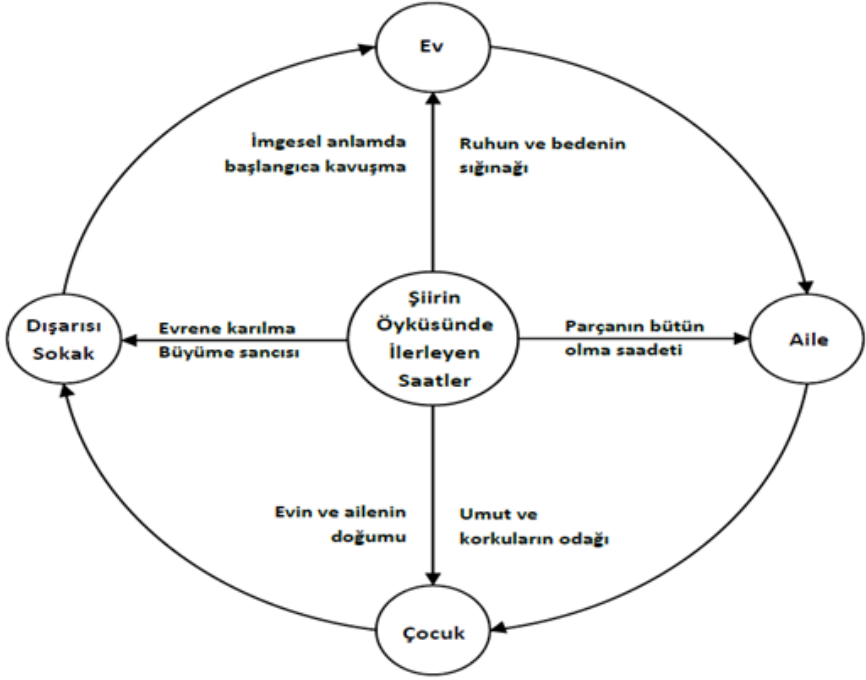 Ev
İmgesel anlamda
başlangıca kavuşma
Ruhun ve bedenin
sığınağı
Dışarısı
Sokak
Evrene karılma
Büyüme sancısı
Şiirin
Öyküsünde
İlerleyen
Saatler
Parçanın bütün
olma saadeti
Aile
Evin ve ailenin
doğumu
Umut ve
korkuların odağı
Çocuk